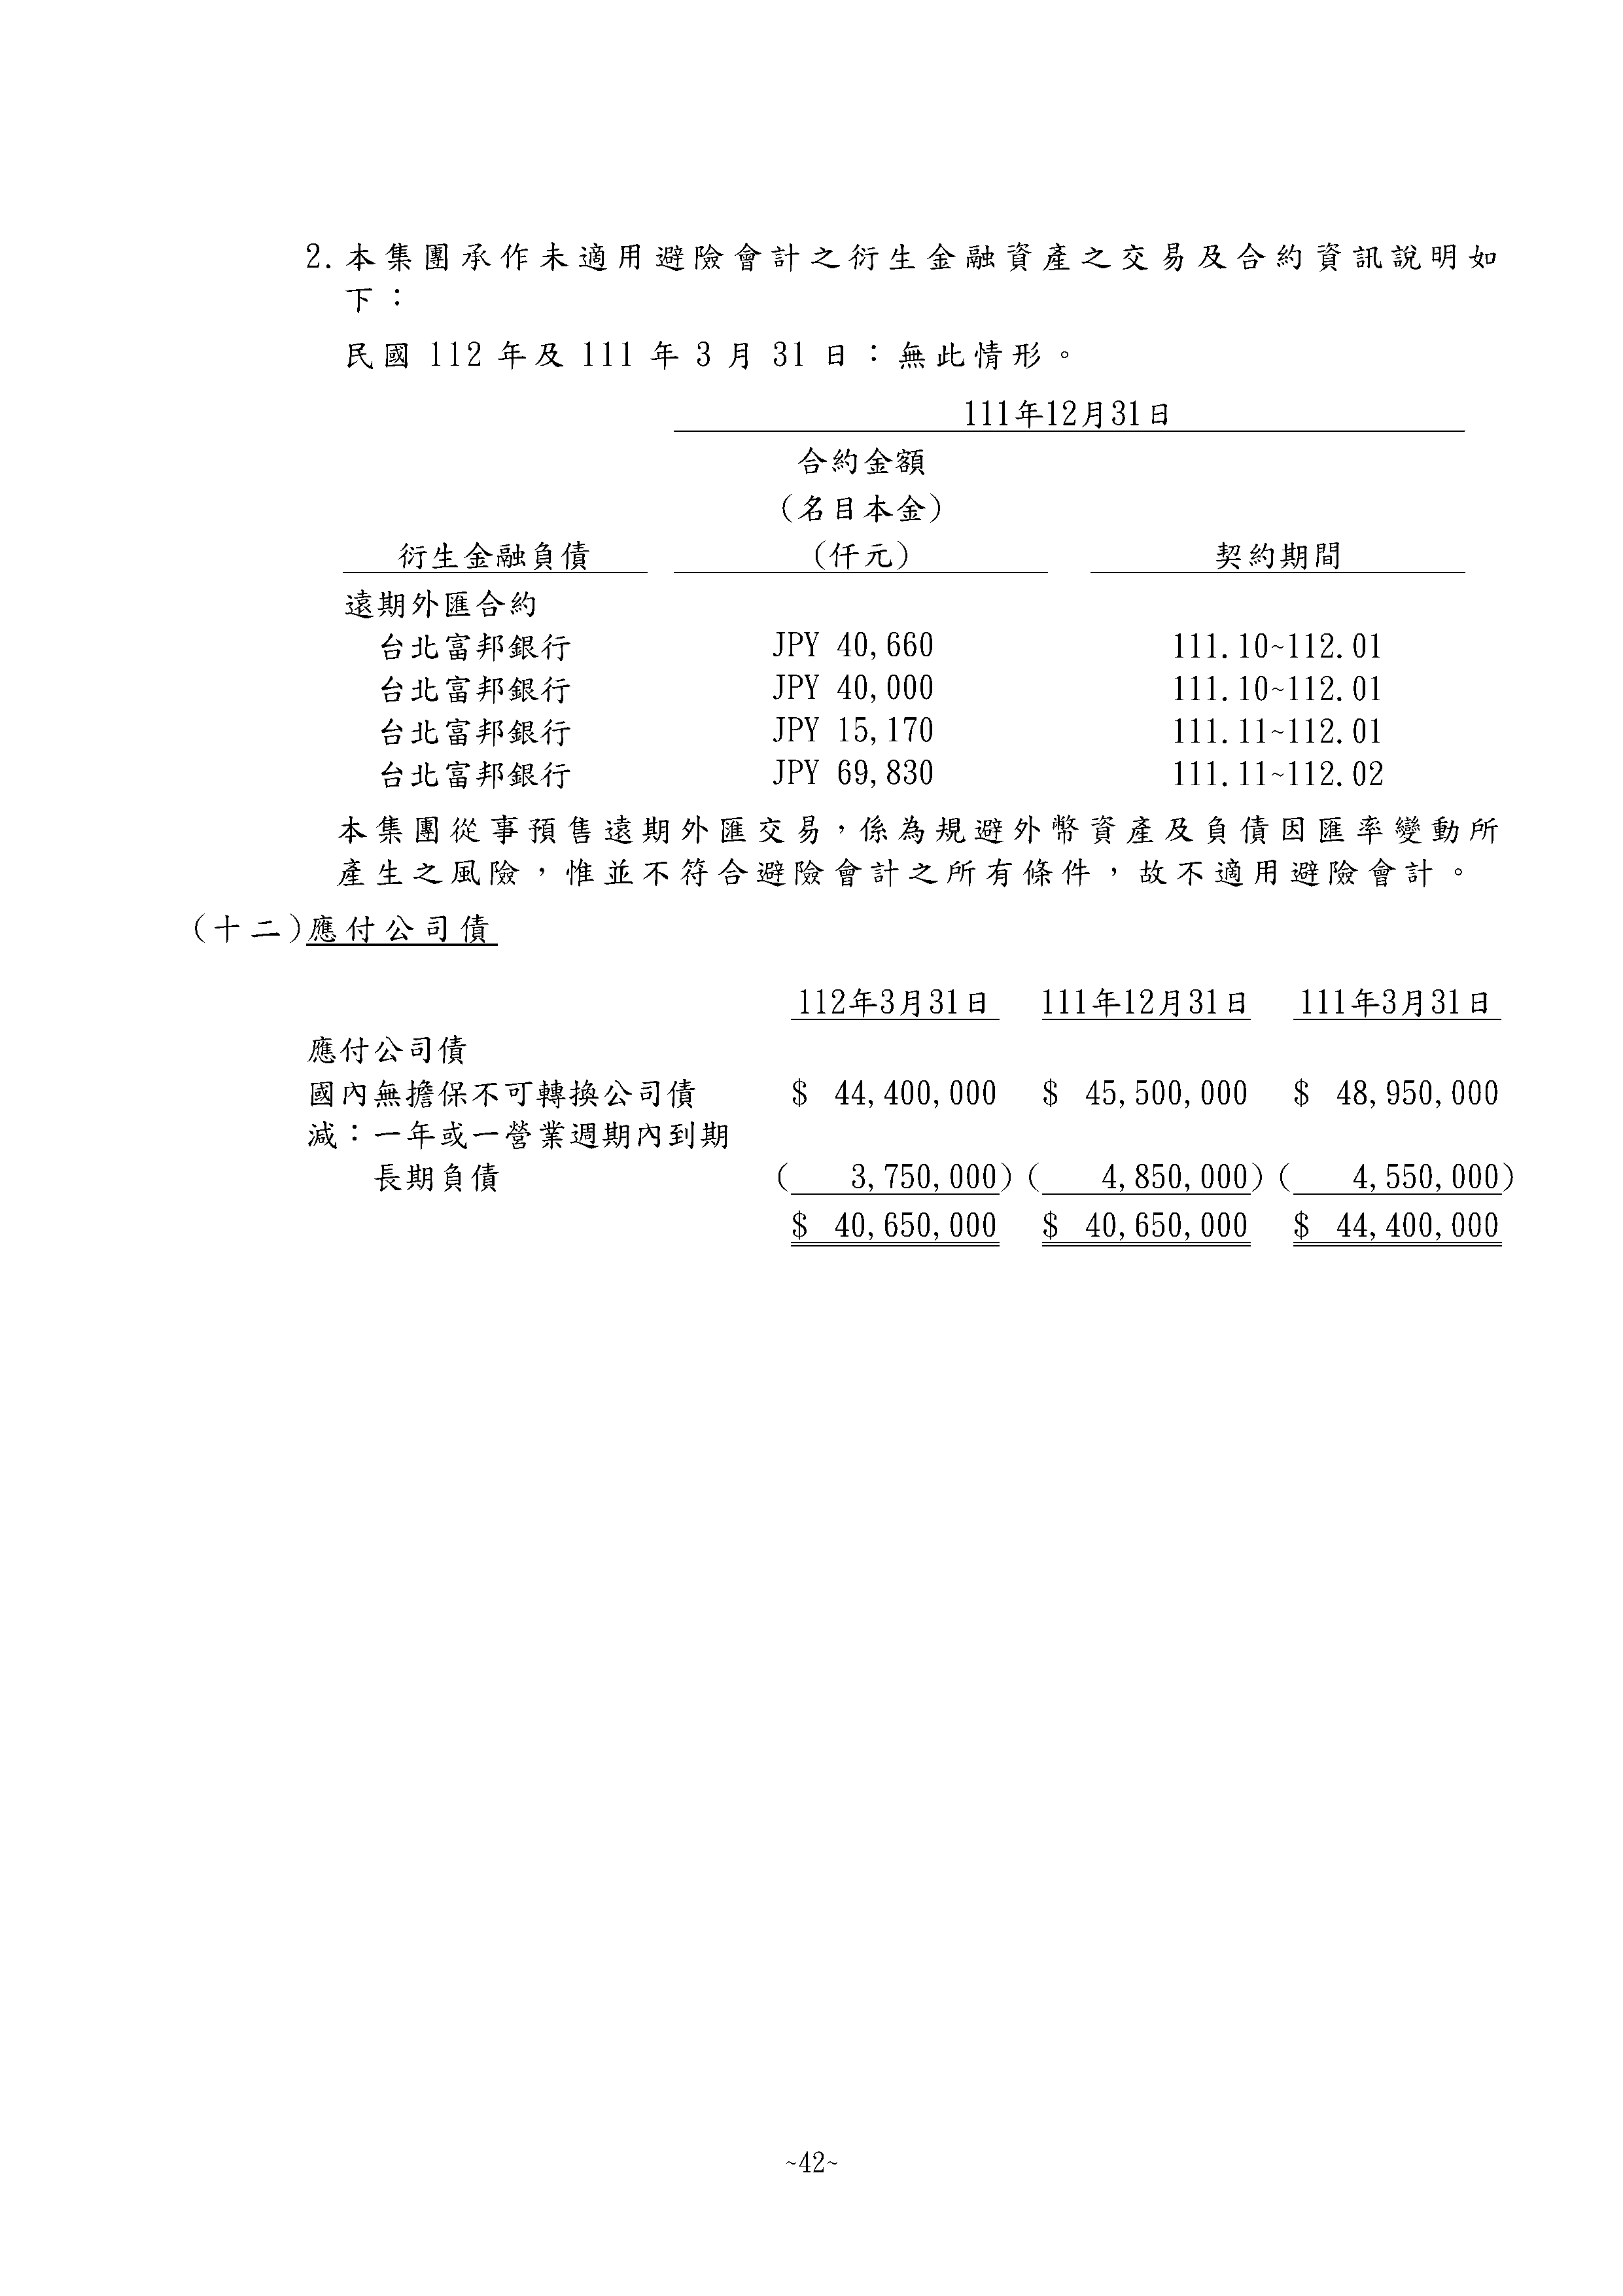 2.本集團承作未適用避險會計之衍生金融資產之交易及合約資訊說明如
下：
民國 112 年及 111 年 3 月 31 日：無此情形。
111年12月31日
合約金額
(名目本金)
衍生金融負債 (仟元) 契約期間
遠期外匯合約
台北富邦銀行 JPY 40,660 111.10~112.01
台北富邦銀行 JPY 40,000 111.10~112.01
台北富邦銀行 JPY 15,170 111.11~112.01
台北富邦銀行 JPY 69,830 111.11~112.02
本集團從事預售遠期外匯交易，係為規避外幣資產及負債因匯率變動所
產生之風險，惟並不符合避險會計之所有條件，故不適用避險會計。
(十二)應付公司債
112年3月31日 111年12月31日 111年3月31日
應付公司債
國內無擔保不可轉換公司債 $ 44,400,000 $ 45,500,000 $ 48,950,000
減：一年或一營業週期內到期
長期負債 ( 3,750,000) ( 4,850,000) ( 4,550,000)
$ 40,650,000 $ 40,650,000 $ 44,400,000
~42~